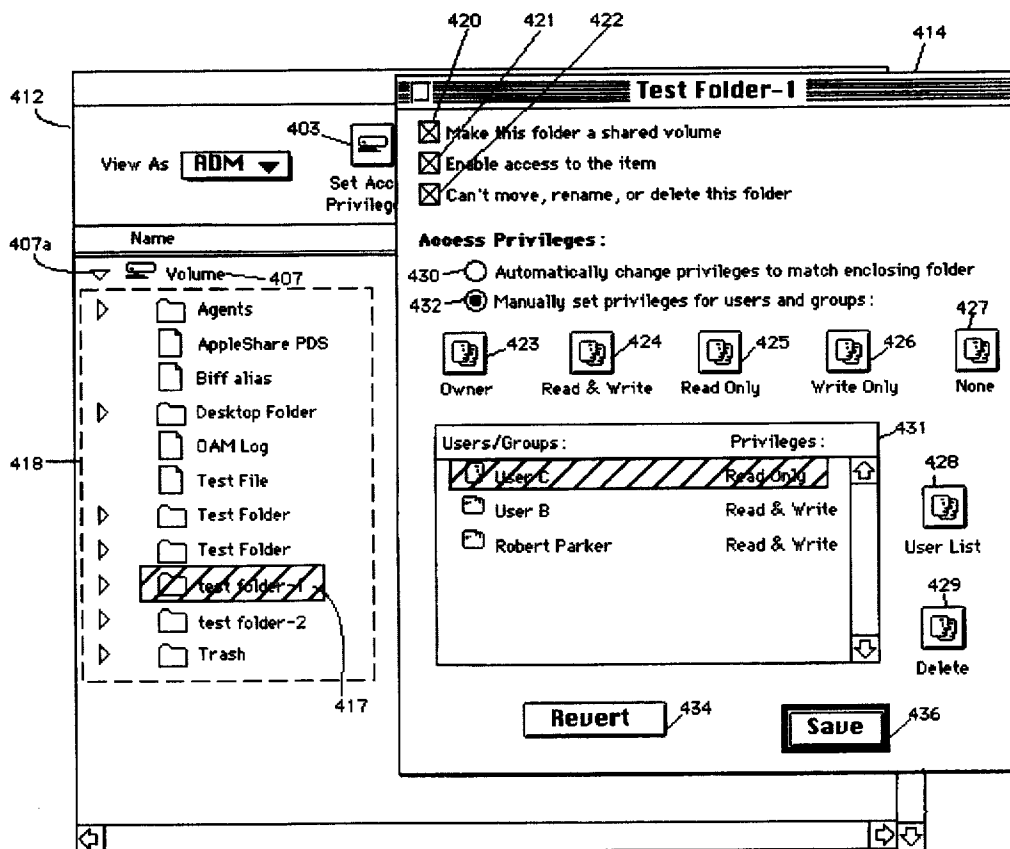 420 421 422 414
Test Folder-1
412
403
Make this folder a shared volume
Enable access to the item
Can't move, rename, or delete this folder
View As ADM
Set Acc
Privileg
Name
Access Privileges:
407a
Volume 407
430 Automatically change privileges to match enclosing folder
432 Manually set privileges for users and groups:
427
423 424 425 426
Owner Read & Write Read Only Write Only None
Agents
AppleShare PDS
Biff alias
Desktop Folder
OAM Log
Test File
Test Folder
Test Folder
test folder-1
test folder-2
Trash
418
417
Users/Groups: Privileges: 431
User C Read Only
User B Read & Write
Robert Parker Read & Write
428
User List
429
Delete
Revert 434
Save 436